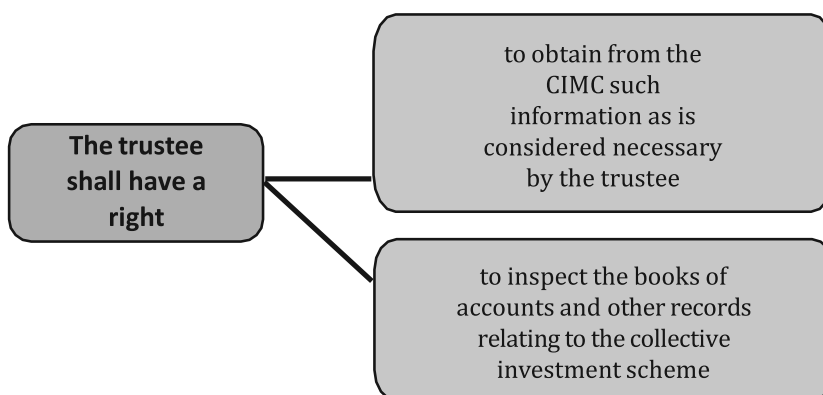 The trustee
shall have a
right
to obtain from the
CIMC such
information as is
considered necessary
by the trustee
to inspect the books of
accounts and other records
relating to the collective
investment scheme